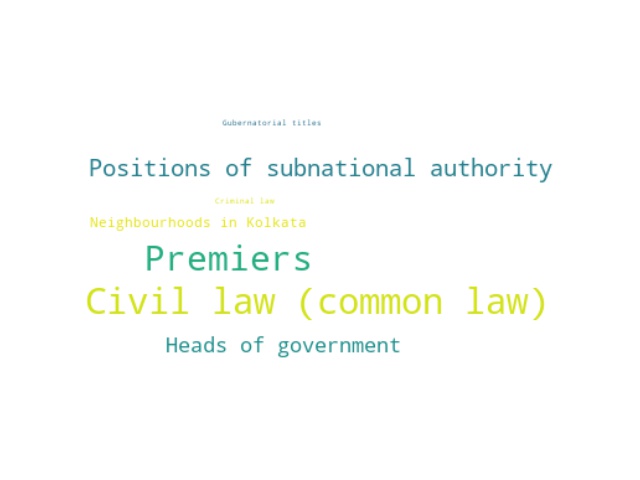 Gubernatorial titles
Positions of subnational authority
Criminal law
Neighbourhoods in Kolkata
Premiers
Civil law (common law)
Heads of government